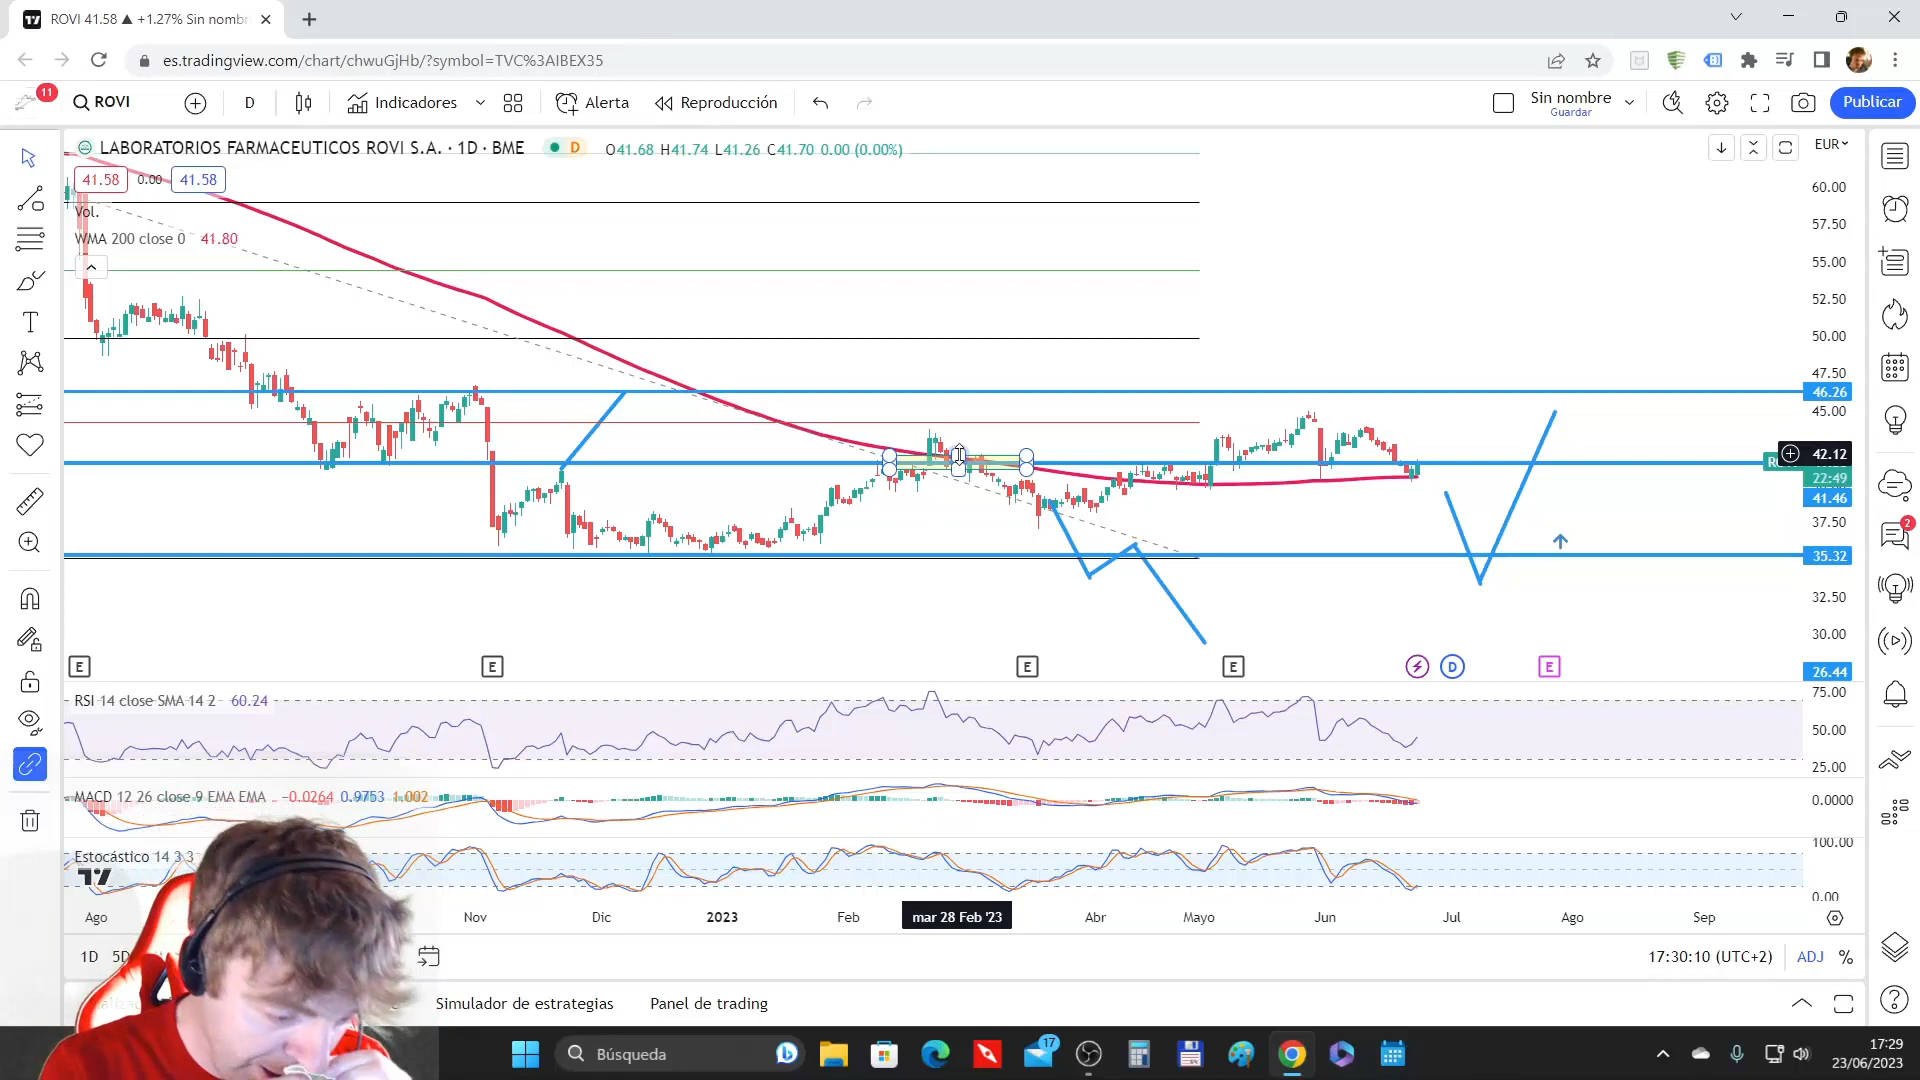 ROVI 41.58 ▲ +1.27% Sin nombr
es.tradingview.com/chart/chwuGjHb/?symbol=TVC%3AIBEX35
11
ROVI
D
Indicadores
Alerta
Reproducción
Sin nombre
Guardar
Publicar
LABORATORIOS FARMACEUTICOS ROVI S.A. · 1D · BME
D
O41.68 H41.74 L41.26 C41.70 0.00 (0.00%)
EUR
41.58
0.00
41.58
Vol.
WMA 200 close 0 41.80
60.00
57.50
55.00
52.50
50.00
47.50
46.26
45.00
42.12
22:49
41.46
37.50
35.32
32.50
30.00
26.44
E
E
E
E
D
E
2
RSI 14 close SMA 14 2 60.24
75.00
50.00
25.00
MACD 12 26 close 9 EMA EMA −0.0264 0.9753 1.002
0.0000
Estocástico 14 3 3
100.00
0.00
Ago
Nov
Dic
2023
Feb
mar 28 Feb '23
Abr
Mayo
Jun
Jul
Ago
Sep
1D
5D
17:30:10 (UTC+2)
ADJ
%
Simulador de estrategias
Panel de trading
Búsqueda
17
17:29
23/06/2023